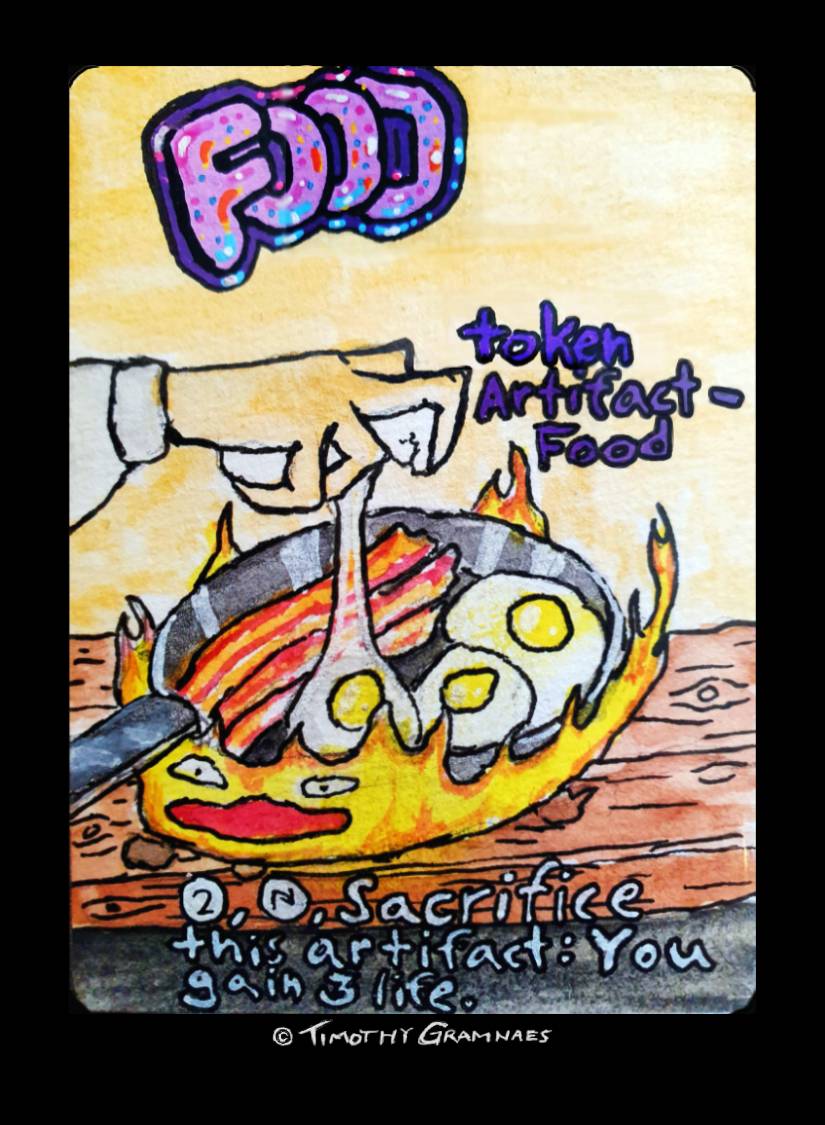 FOOD
token
Artifact -
Food
2, N, Sacrifice
this artifact: You
gain 3 life.
© TIMOTHY GRAMNAES